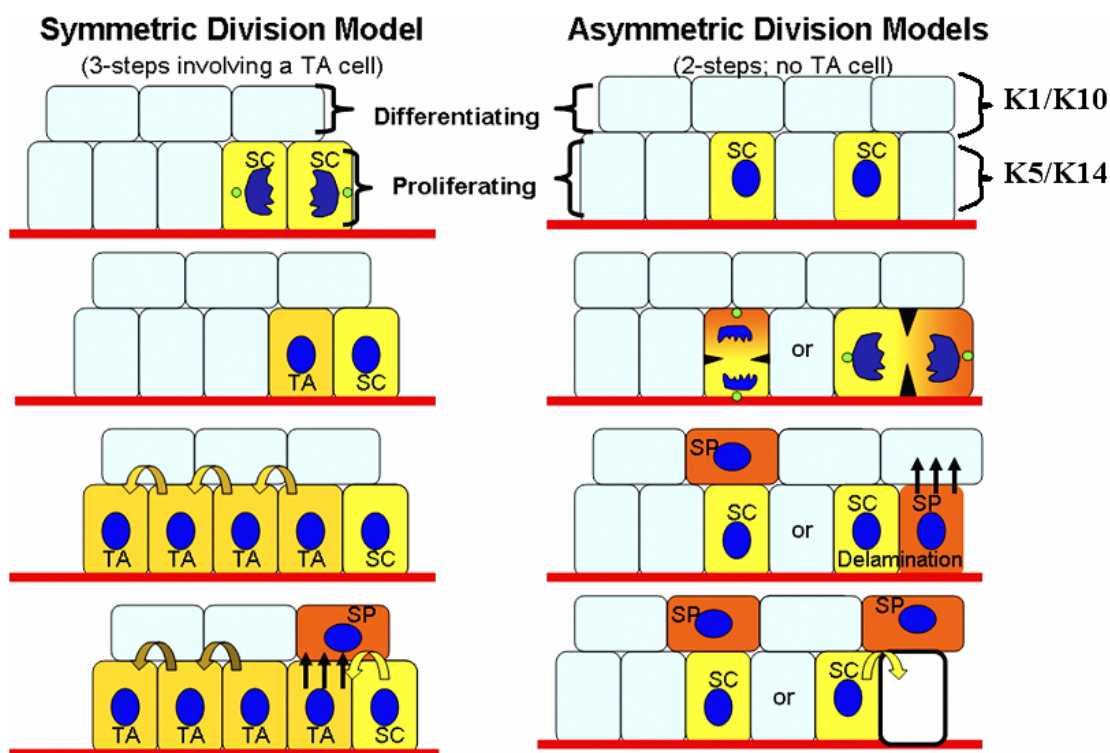 Symmetric Division Model
(3-steps involving a TA cell)
Asymmetric Division Models
(2-steps; no TA cell)
Differentiating
K1/K10
SC SC
Proliferating
SC SC
K5/K14
TA SC
or
SP
TA TA TA TA SC
SC or SC SP
Delamination
SP
TA TA TA TA SC
SP SP
SC or SC